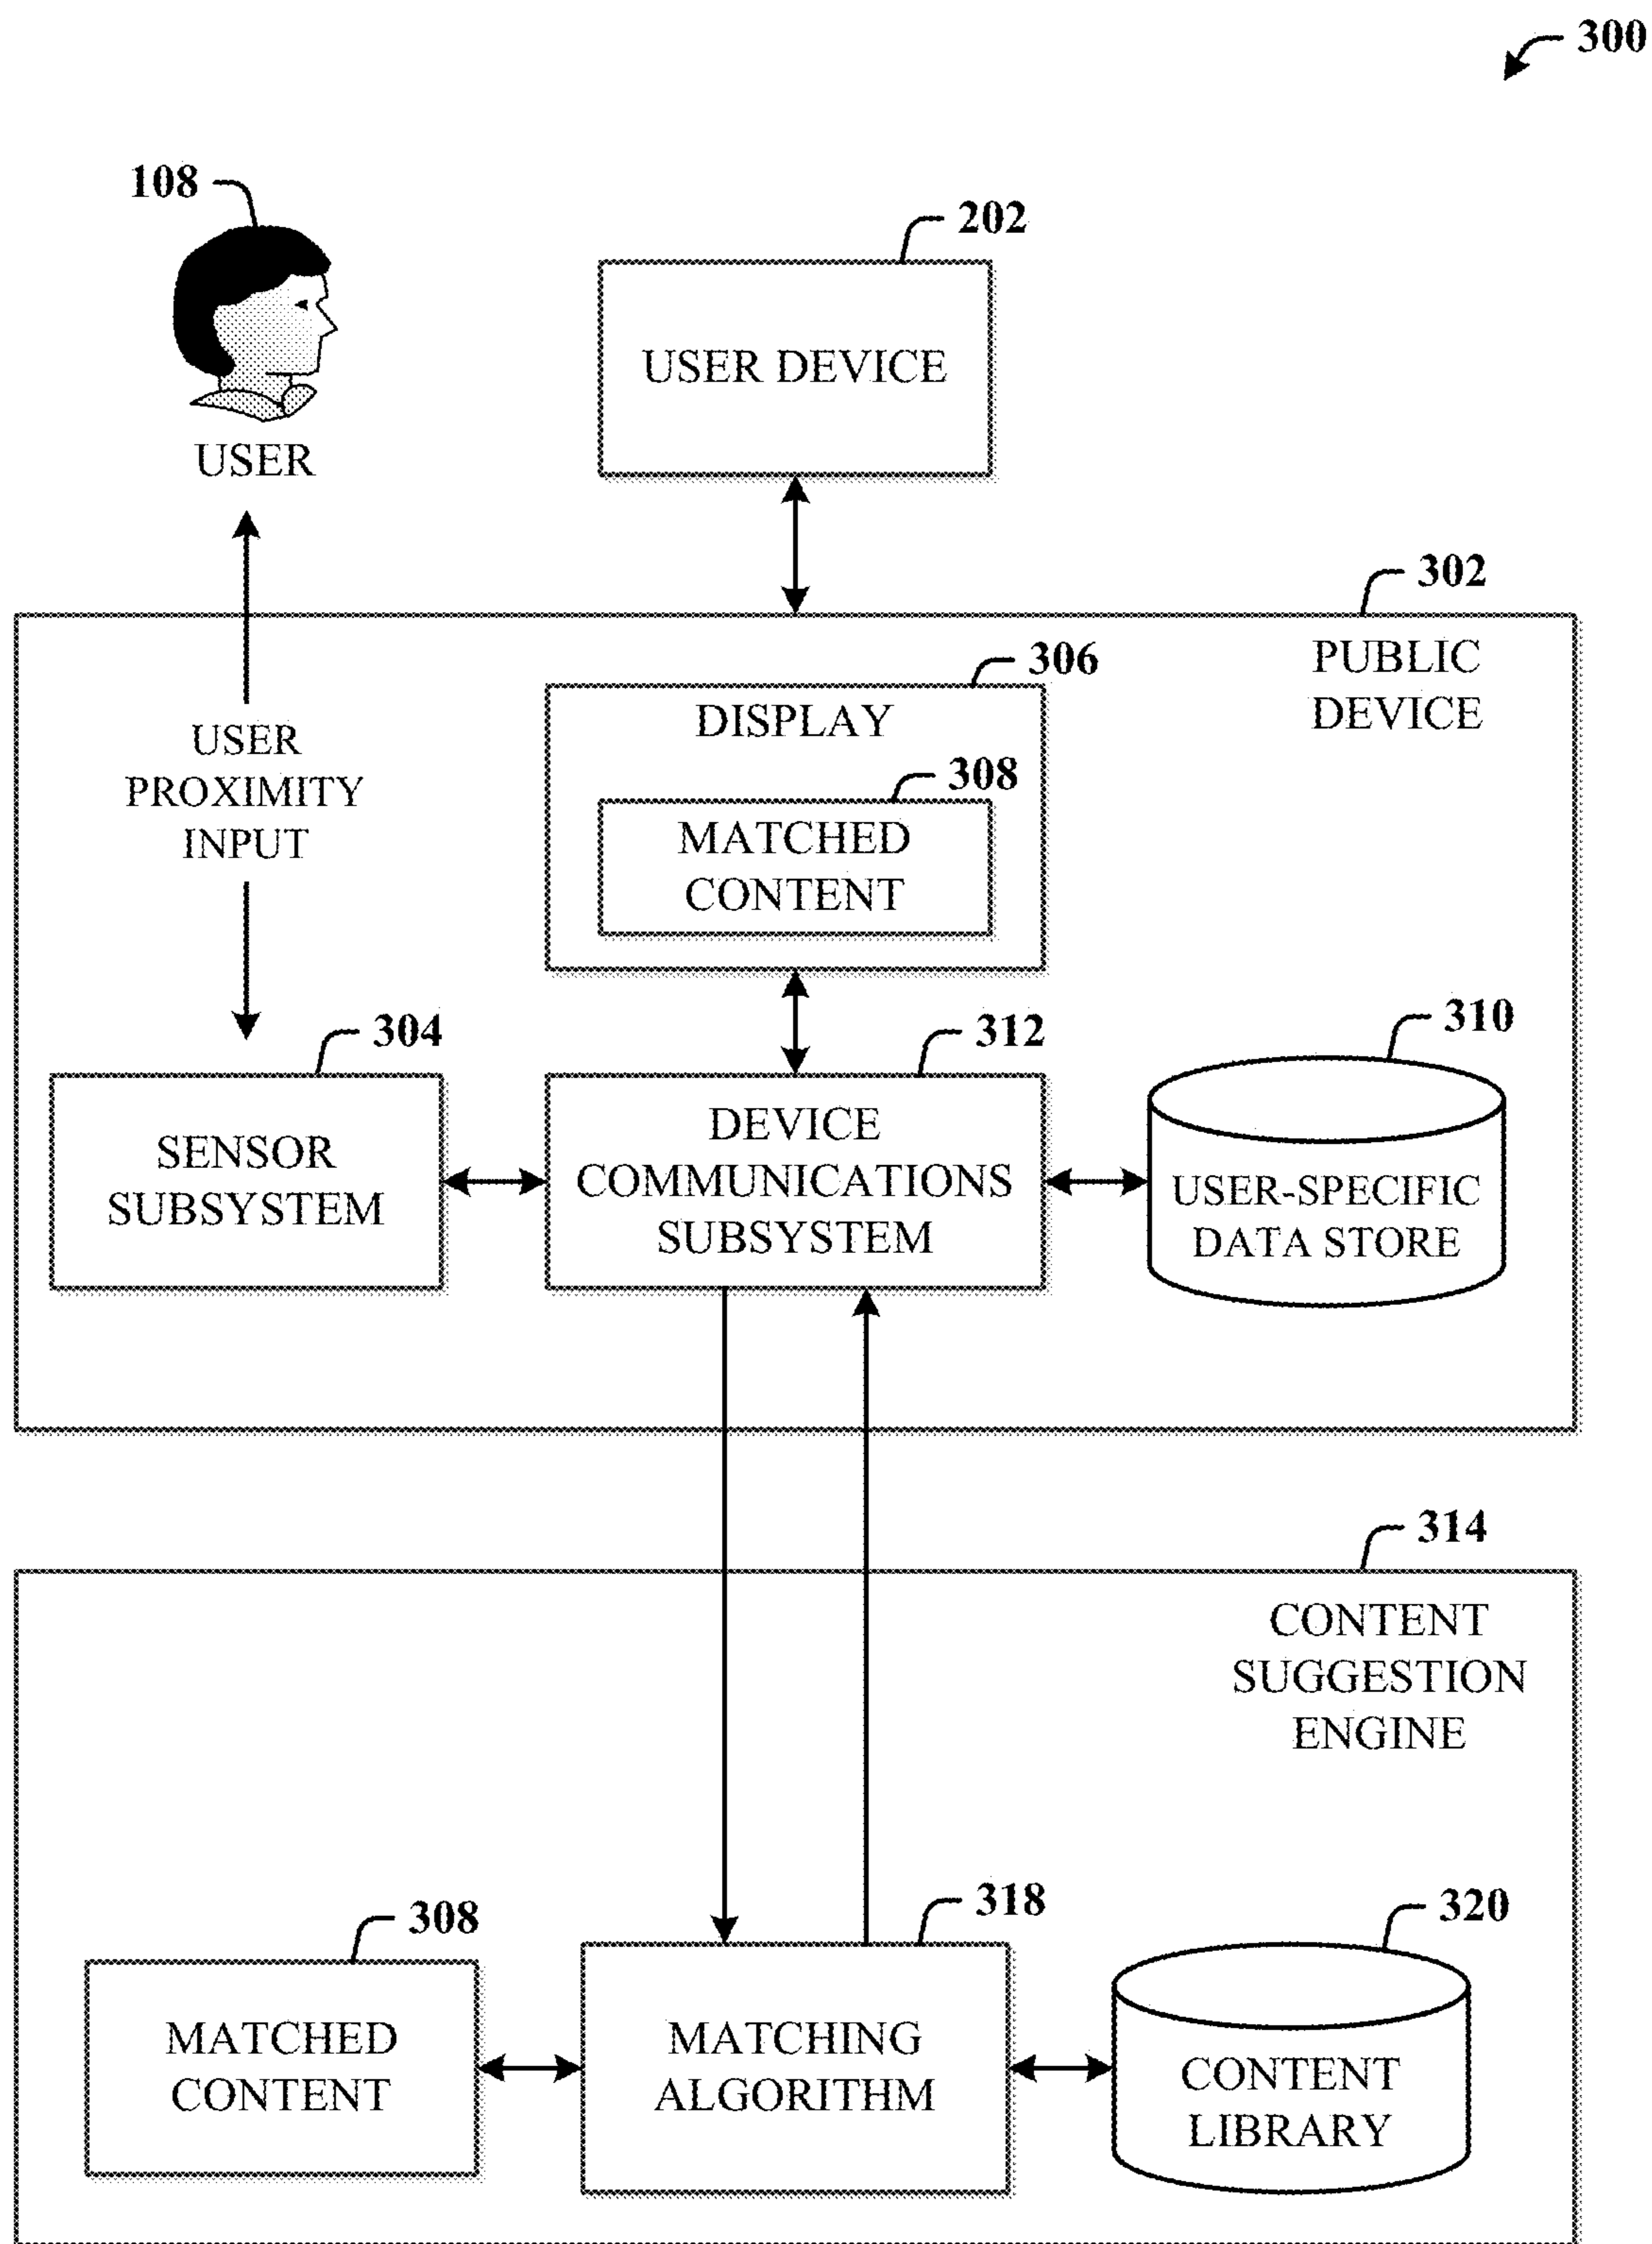 300
108
202
USER DEVICE
USER
302
PUBLIC
DEVICE
306
DISPLAY
308
MATCHED
CONTENT
USER
PROXIMITY
INPUT
304
312
310
SENSOR
SUBSYSTEM
DEVICE
COMMUNICATIONS
SUBSYSTEM
USER-SPECIFIC
DATA STORE
314
CONTENT
SUGGESTION
ENGINE
308
318
320
MATCHED
CONTENT
MATCHING
ALGORITHM
CONTENT
LIBRARY